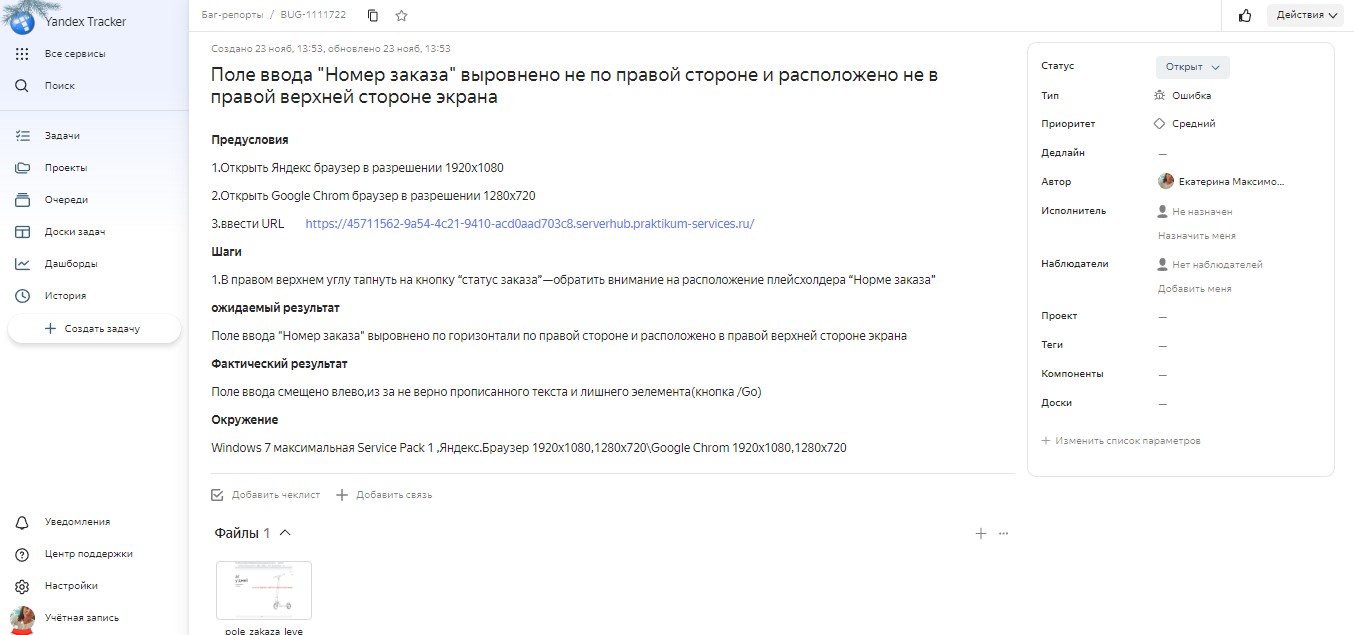 Yandex Tracker
Все сервисы
Поиск
Задачи
Проекты
Очереди
Доски задач
Дашборды
История
Создать задачу
Уведомления
Центр поддержки
Настройки
Учётная запись
Баг-репорты / BUG-1111722
Действия
Создано 23 нояб, 13:53, обновлено 23 нояб, 13:53
Поле ввода "Номер заказа" выровнено не по правой стороне и расположено не в
правой верхней стороне экрана
Предусловия
1.Открыть Яндекс браузер в разрешении 1920x1080
2.Открыть Google Chrom браузер в разрешении 1280x720
3.ввести URL https://45711562-9a54-4c21-9410-acd0aad703c8.serverhub.praktikum-services.ru/
Шаги
1.В правом верхнем углу тапнуть на кнопку “статус заказа”—обратить внимание на расположение плейсхолдера “Норме заказа”
ожидаемый результат
Поле ввода "Номер заказа" выровнено по горизонтали по правой стороне и расположено в правой верхней стороне экрана
Фактический результат
Поле ввода смещено влево,из за не верно прописанного текста и лишнего эелемента(кнопка /Go)
Окружение
Windows 7 максимальная Service Pack 1 ,Яндекс.Браузер 1920x1080,1280x720\Google Chrom 1920x1080,1280x720
Добавить чеклист
Добавить связь
Файлы 1
pole_zakaza_leve
Статус Открыт
Тип Ошибка
Приоритет Средний
Дедлайн —
Автор Екатерина Максимо...
Исполнитель Не назначен
Назначить меня
Наблюдатели Нет наблюдателей
Добавить меня
Проект —
Теги —
Компоненты —
Доски —
Изменить список параметров